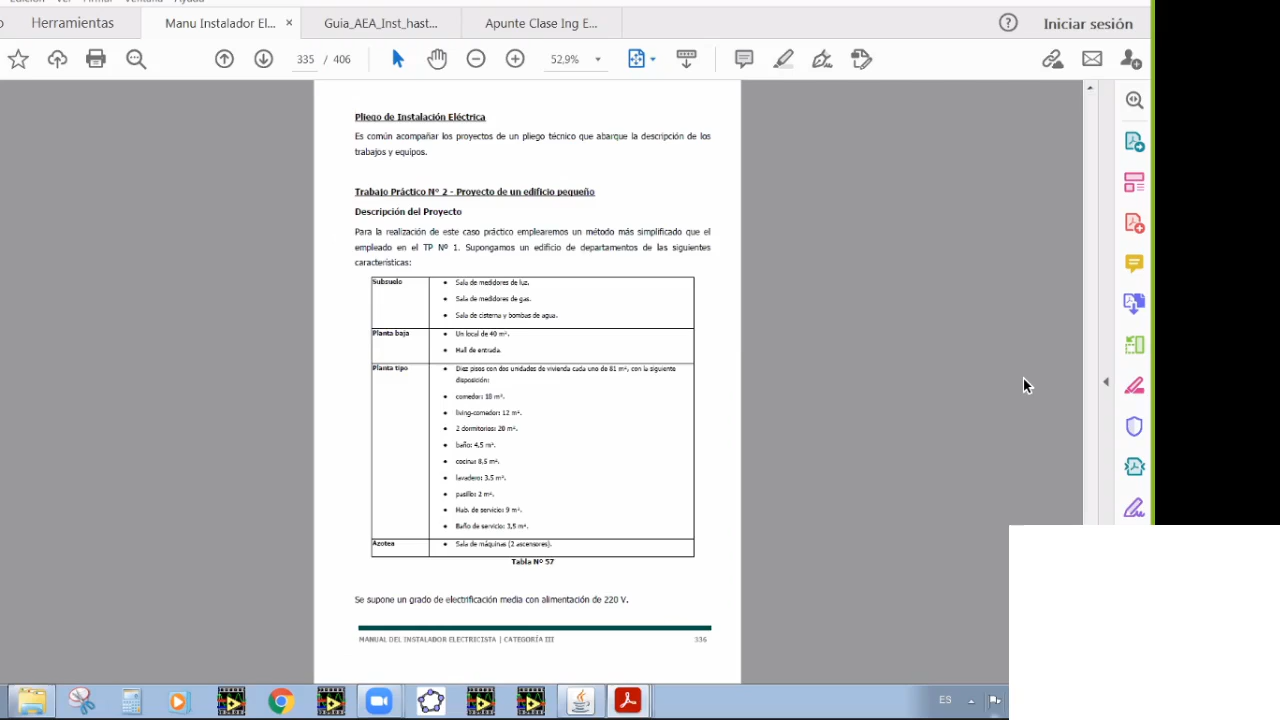 Herramientas
Manu Instalador El... ×
Guia_AEA_Inst_hast...
Apunte Clase Ing E...
Iniciar sesión
335 / 406
52,9%
Pliego de Instalación Eléctrica
Es común acompañar los proyectos de un pliego técnico que abarque la descripción de los
trabajos y equipos.
Trabajo Práctico Nº 2 - Proyecto de un edificio pequeño
Descripción del Proyecto
Para la realización de este caso práctico emplearemos un método más simplificado que el
empleado en el TP Nº 1. Supongamos un edificio de departamentos de las siguientes
características:
Subsuelo
• Sala de medidores de luz.
• Sala de medidores de gas.
• Sala de cisterna y bombas de agua.
Planta baja
• Un local de 40 m².
• Hall de entrada.
Planta tipo
• Diez pisos con dos unidades de vivienda cada uno de 81 m², con la siguiente
disposición:
• comedor: 18 m².
• living-comedor: 12 m².
• 2 dormitorios: 20 m².
• baño: 4,5 m².
• cocina: 8,5 m².
• lavadero: 3,5 m².
• pasillo: 2 m².
• Hab. de servicio: 9 m².
• Baño de servicio: 3,5 m².
Azotea
• Sala de máquinas (2 ascensores).
Tabla Nº 57
Se supone un grado de electrificación media con alimentación de 220 V.
MANUAL DEL INSTALADOR ELECTRICISTA | CATEGORÍA III 336
ES